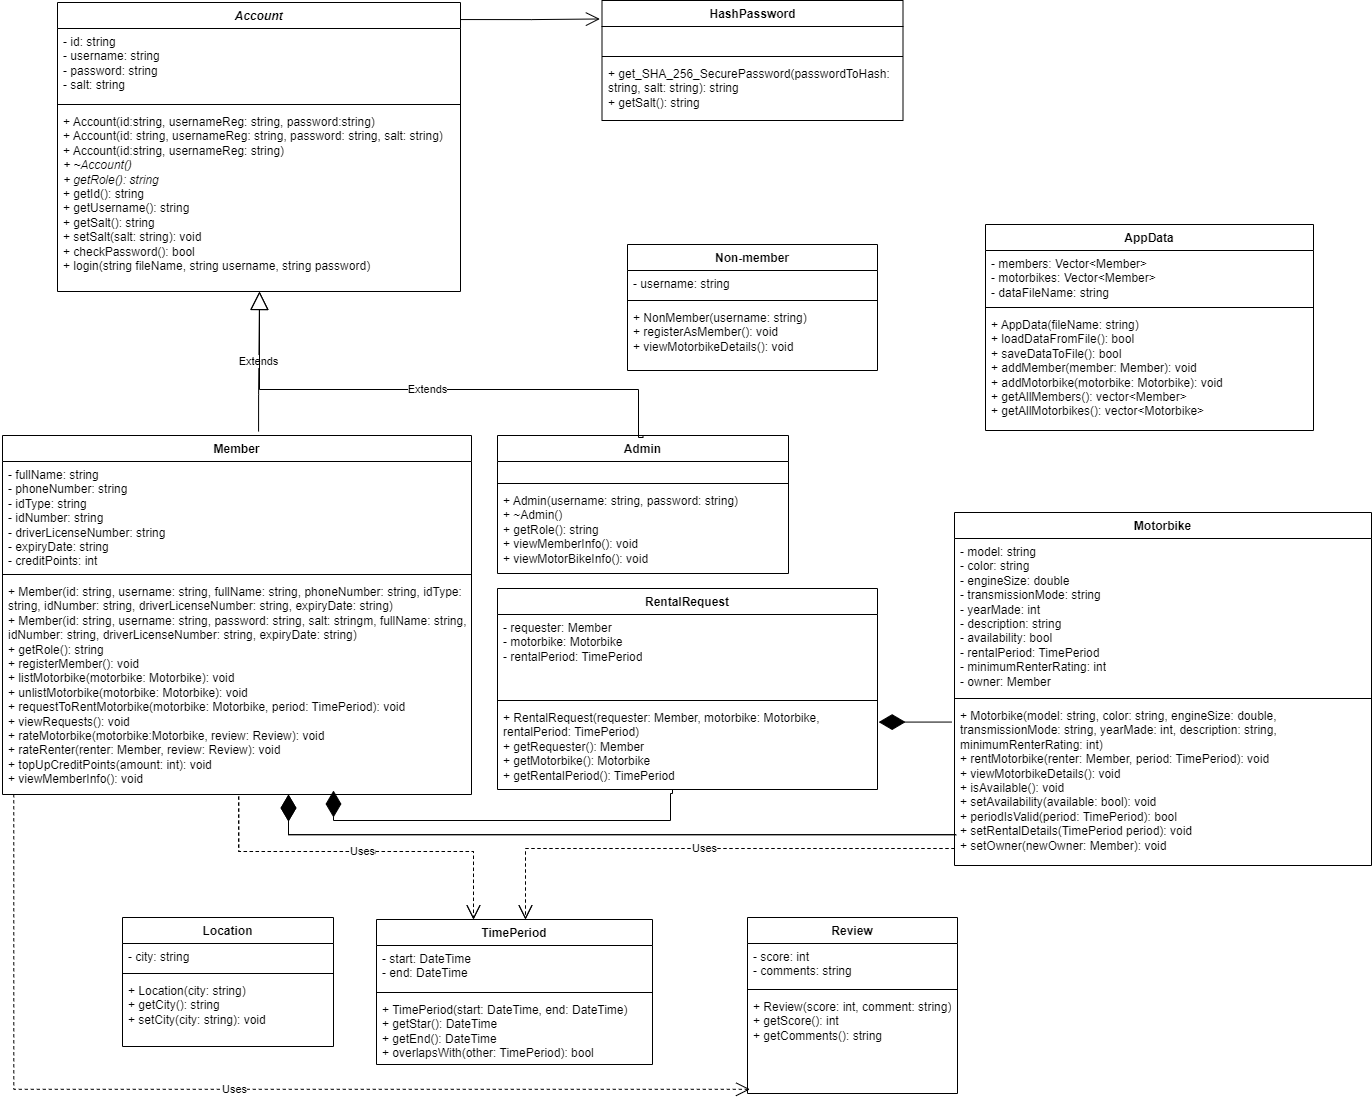 Account
- id: string
- username: string
- password: string
- salt: string
+ Account(id:string, usernameReg: string, password:string)
+ Account(id: string, usernameReg: string, password: string, salt: string)
+ Account(id:string, usernameReg: string)
+ ~Account()
+ getRole(): string
+ getId(): string
+ getUsername(): string
+ getSalt(): string
+ setSalt(salt: string): void
+ checkPassword(): bool
+ login(string fileName, string username, string password)
HashPassword
+ get_SHA_256_SecurePassword(passwordToHash:
string, salt: string): string
+ getSalt(): string
Non-member
- username: string
+ NonMember(username: string)
+ registerAsMember(): void
+ viewMotorbikeDetails(): void
AppData
- members: Vector<Member>
- motorbikes: Vector<Member>
- dataFileName: string
+ AppData(fileName: string)
+ loadDataFromFile(): bool
+ saveDataToFile(): bool
+ addMember(member: Member): void
+ addMotorbike(motorbike: Motorbike): void
+ getAllMembers(): vector<Member>
+ getAllMotorbikes(): vector<Motorbike>
Extends
Extends
Member
- fullName: string
- phoneNumber: string
- idType: string
- idNumber: string
- driverLicenseNumber: string
- expiryDate: string
- creditPoints: int
+ Member(id: string, username: string, fullName: string, phoneNumber: string, idType:
string, idNumber: string, driverLicenseNumber: string, expiryDate: string)
+ Member(id: string, username: string, password: string, salt: stringm, fullName: string,
idNumber: string, driverLicenseNumber: string, expiryDate: string)
+ getRole(): string
+ registerMember(): void
+ listMotorbike(motorbike: Motorbike): void
+ unlistMotorbike(motorbike: Motorbike): void
+ requestToRentMotorbike(motorbike: Motorbike, period: TimePeriod): void
+ viewRequests(): void
+ rateMotorbike(motorbike:Motorbike, review: Review): void
+ rateRenter(renter: Member, review: Review): void
+ topUpCreditPoints(amount: int): void
+ viewMemberInfo(): void
Admin
+ Admin(username: string, password: string)
+ ~Admin()
+ getRole(): string
+ viewMemberInfo(): void
+ viewMotorBikeInfo(): void
RentalRequest
- requester: Member
- motorbike: Motorbike
- rentalPeriod: TimePeriod
+ RentalRequest(requester: Member, motorbike: Motorbike,
rentalPeriod: TimePeriod)
+ getRequester(): Member
+ getMotorbike(): Motorbike
+ getRentalPeriod(): TimePeriod
Motorbike
- model: string
- color: string
- engineSize: double
- transmissionMode: string
- yearMade: int
- description: string
- availability: bool
- rentalPeriod: TimePeriod
- minimumRenterRating: int
- owner: Member
+ Motorbike(model: string, color: string, engineSize: double,
transmissionMode: string, yearMade: int, description: string,
minimumRenterRating: int)
+ rentMotorbike(renter: Member, period: TimePeriod): void
+ viewMotorbikeDetails(): void
+ isAvailable(): void
+ setAvailability(available: bool): void
+ periodIsValid(period: TimePeriod): bool
+ setRentalDetails(TimePeriod period): void
+ setOwner(newOwner: Member): void
Uses
Uses
Location
- city: string
+ Location(city: string)
+ getCity(): string
+ setCity(city: string): void
TimePeriod
- start: DateTime
- end: DateTime
+ TimePeriod(start: DateTime, end: DateTime)
+ getStar(): DateTime
+ getEnd(): DateTime
+ overlapsWith(other: TimePeriod): bool
Review
- score: int
- comments: string
+ Review(score: int, comment: string)
+ getScore(): int
+ getComments(): string
Uses